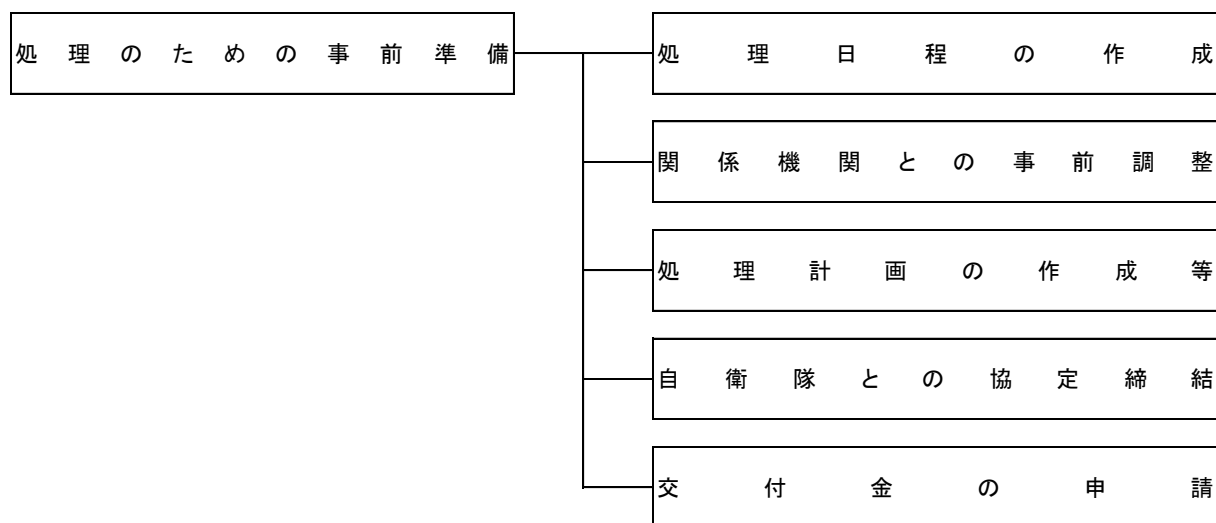 処理のための事前準備
処理日程の作成
関係機関との事前調整
処理計画の作成等
自衛隊との協定締結
交付金の申請